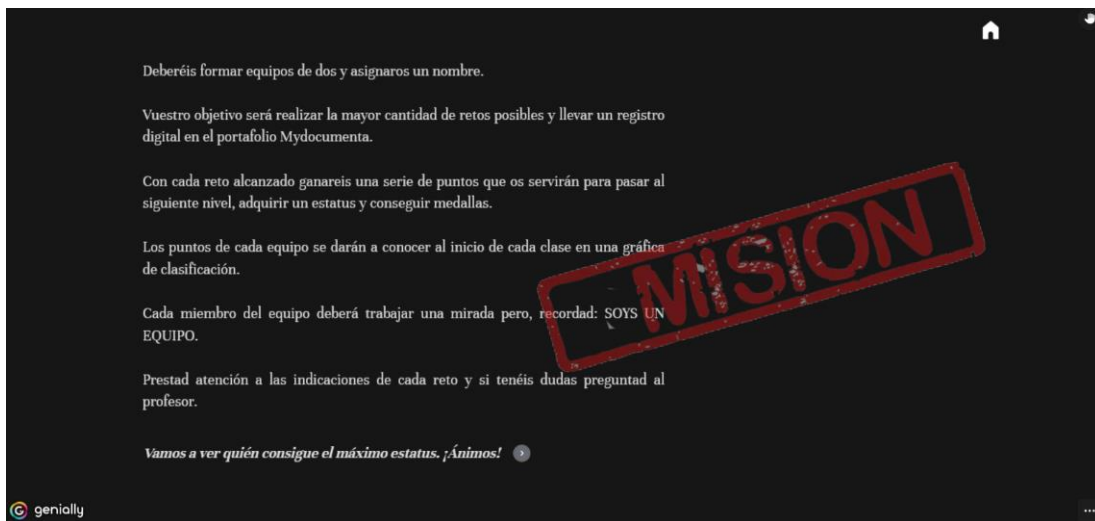 Deberéis formar equipos de dos y asignaros un nombre.
Vuestro objetivo será realizar la mayor cantidad de retos posibles y llevar un registro
digital en el portafolio Mydocumenta.
Con cada reto alcanzado ganareis una serie de puntos que os servirán para pasar al
siguiente nivel, adquirir un estatus y conseguir medallas.
Los puntos de cada equipo se darán a conocer al inicio de cada clase en una gráfica
de clasificación.
MISION
Cada miembro del equipo deberá trabajar una mirada pero, recordad: SOYS UN
EQUIPO.
Prestad atención a las indicaciones de cada reto y si tenéis dudas preguntad al
profesor.
Vamos a ver quién consigue el máximo estatus. ¡Ánimos!
genially